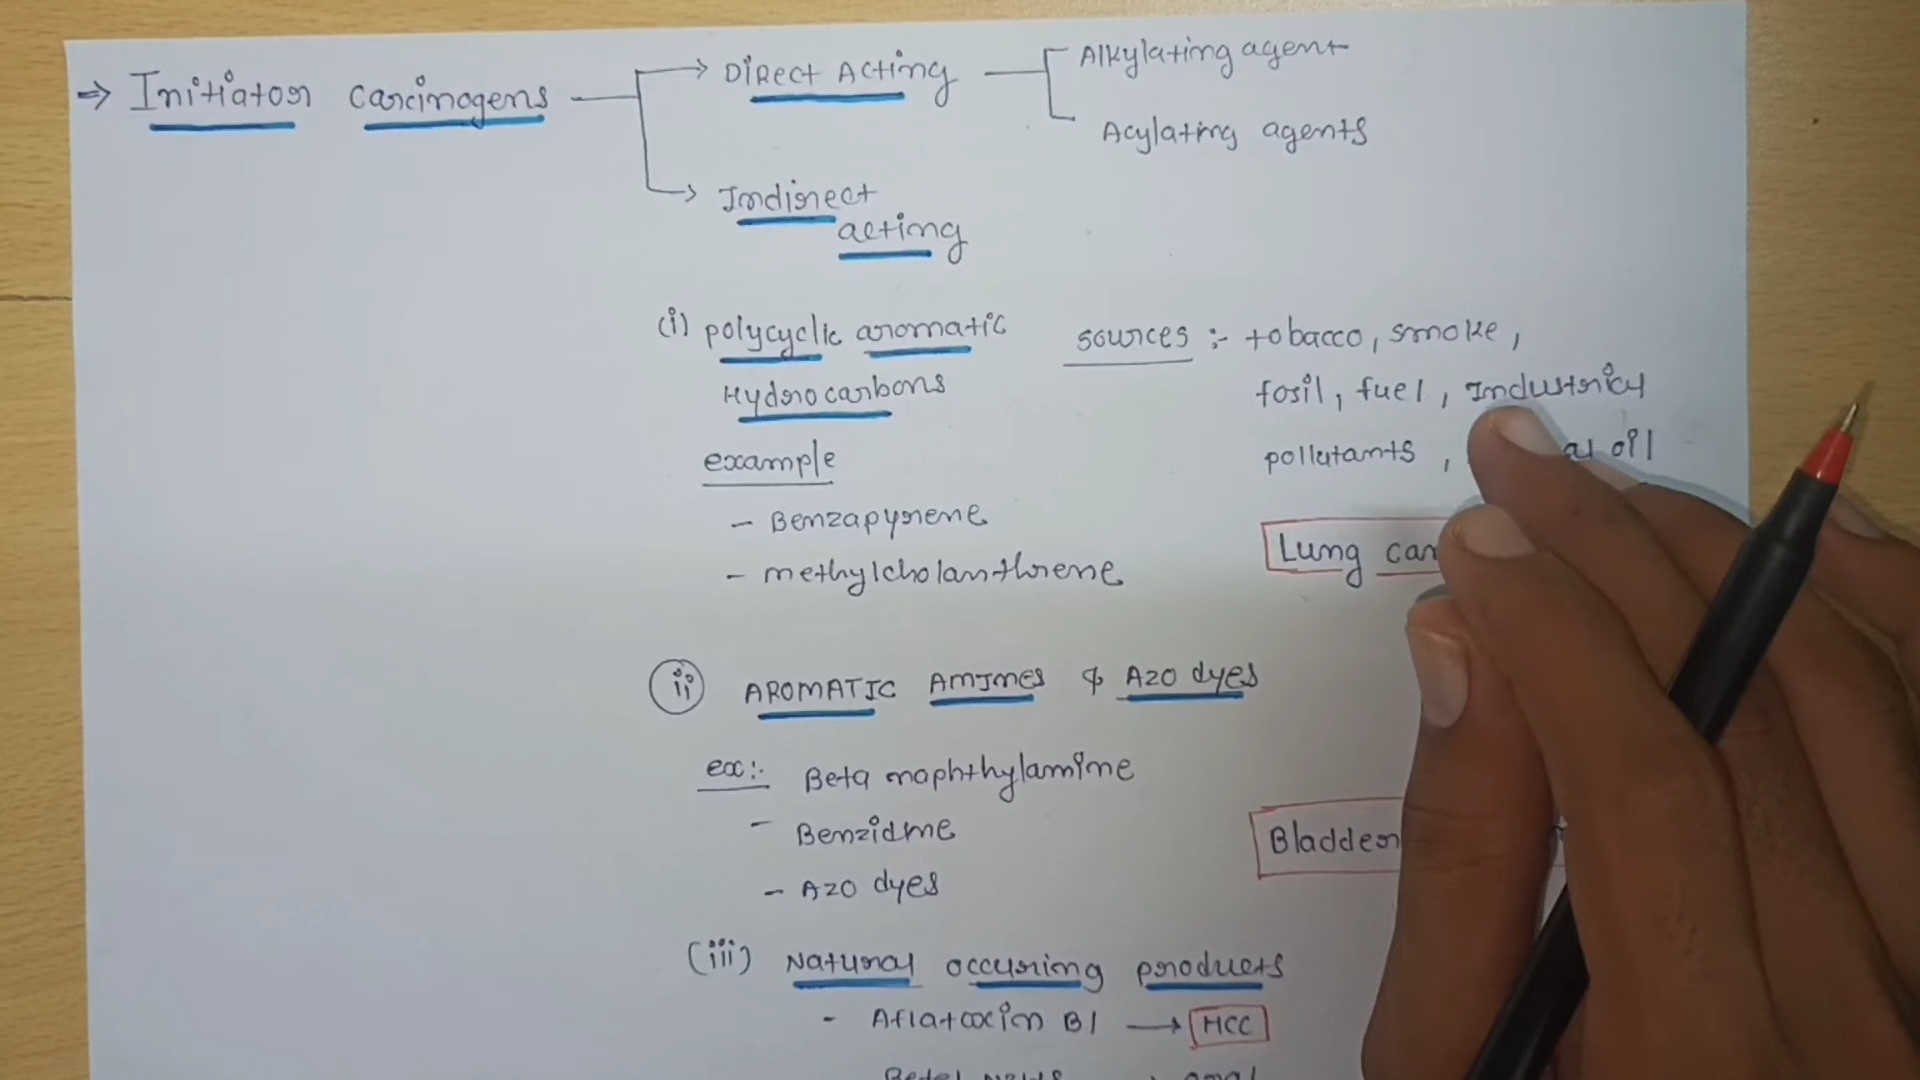 ⇒ Initiator carcinogens
DIRECT ACTING
Alkylating agent
Acylating agents
Indirect
acting
(i) polycyclic aromatic
Hydrocarbons
sources :- tobacco, smoke,
fosil, fuel, Industrial
pollutants, oil
example
- Benzapyrene
- methylcholanthrene
Lung
(ii) AROMATIC AMINES & AZO dyes
ex:- Beta naphthylamine
- Benzidine
- AZO dyes
Bladder
(iii) Natural occuring products
- Aflatoxin B1 → HCC